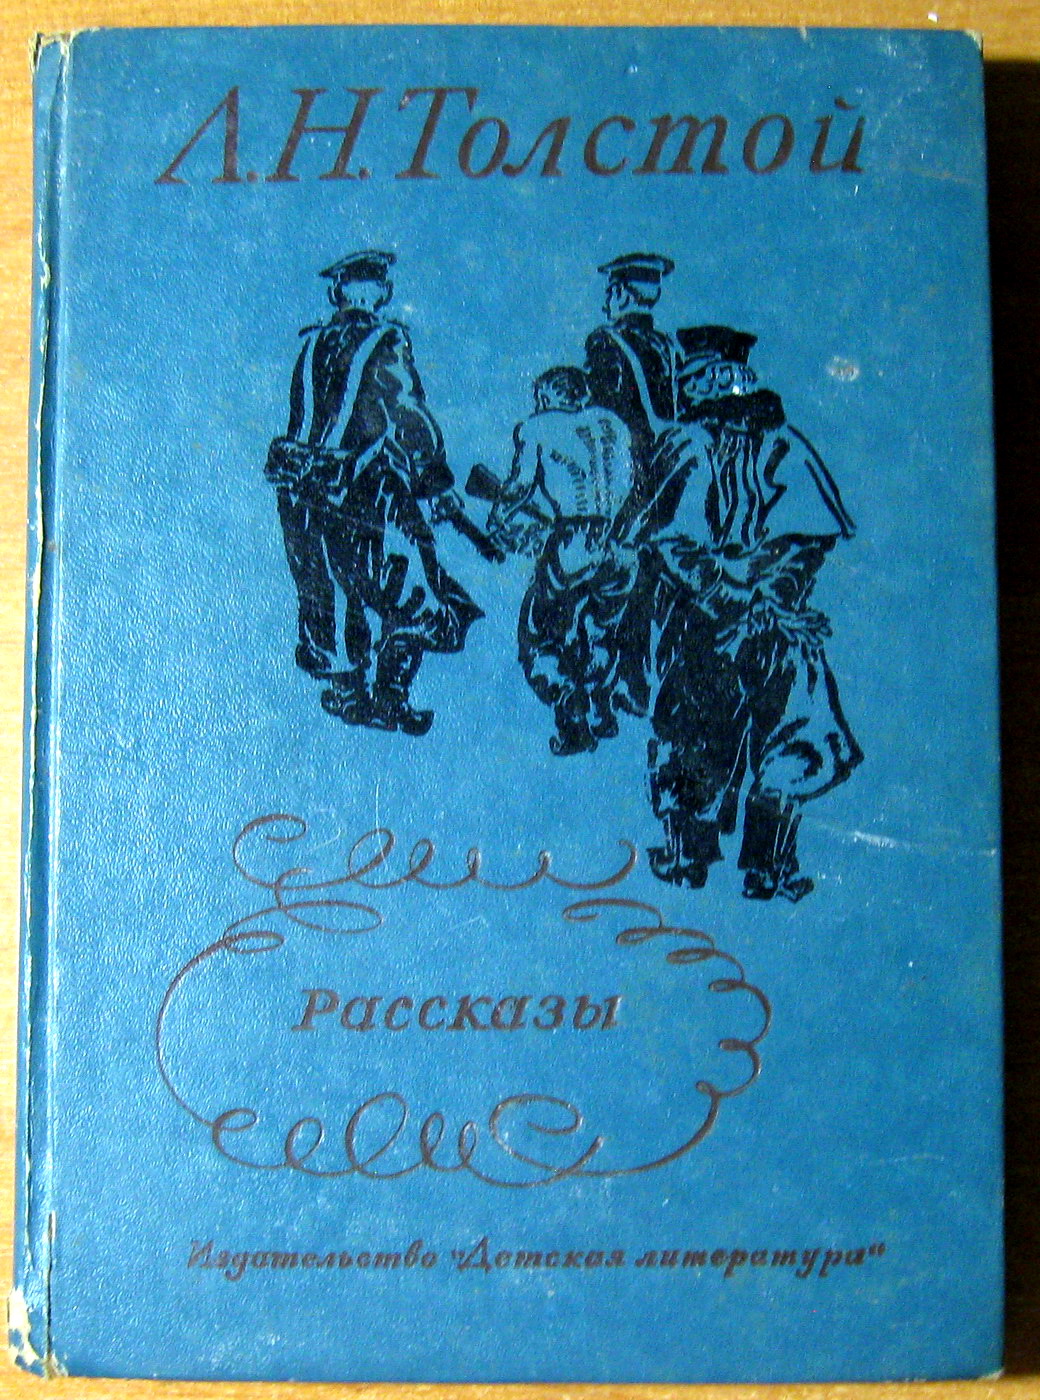 Л.Н.Толстой
Рассказы
Издательство "Детская литература"